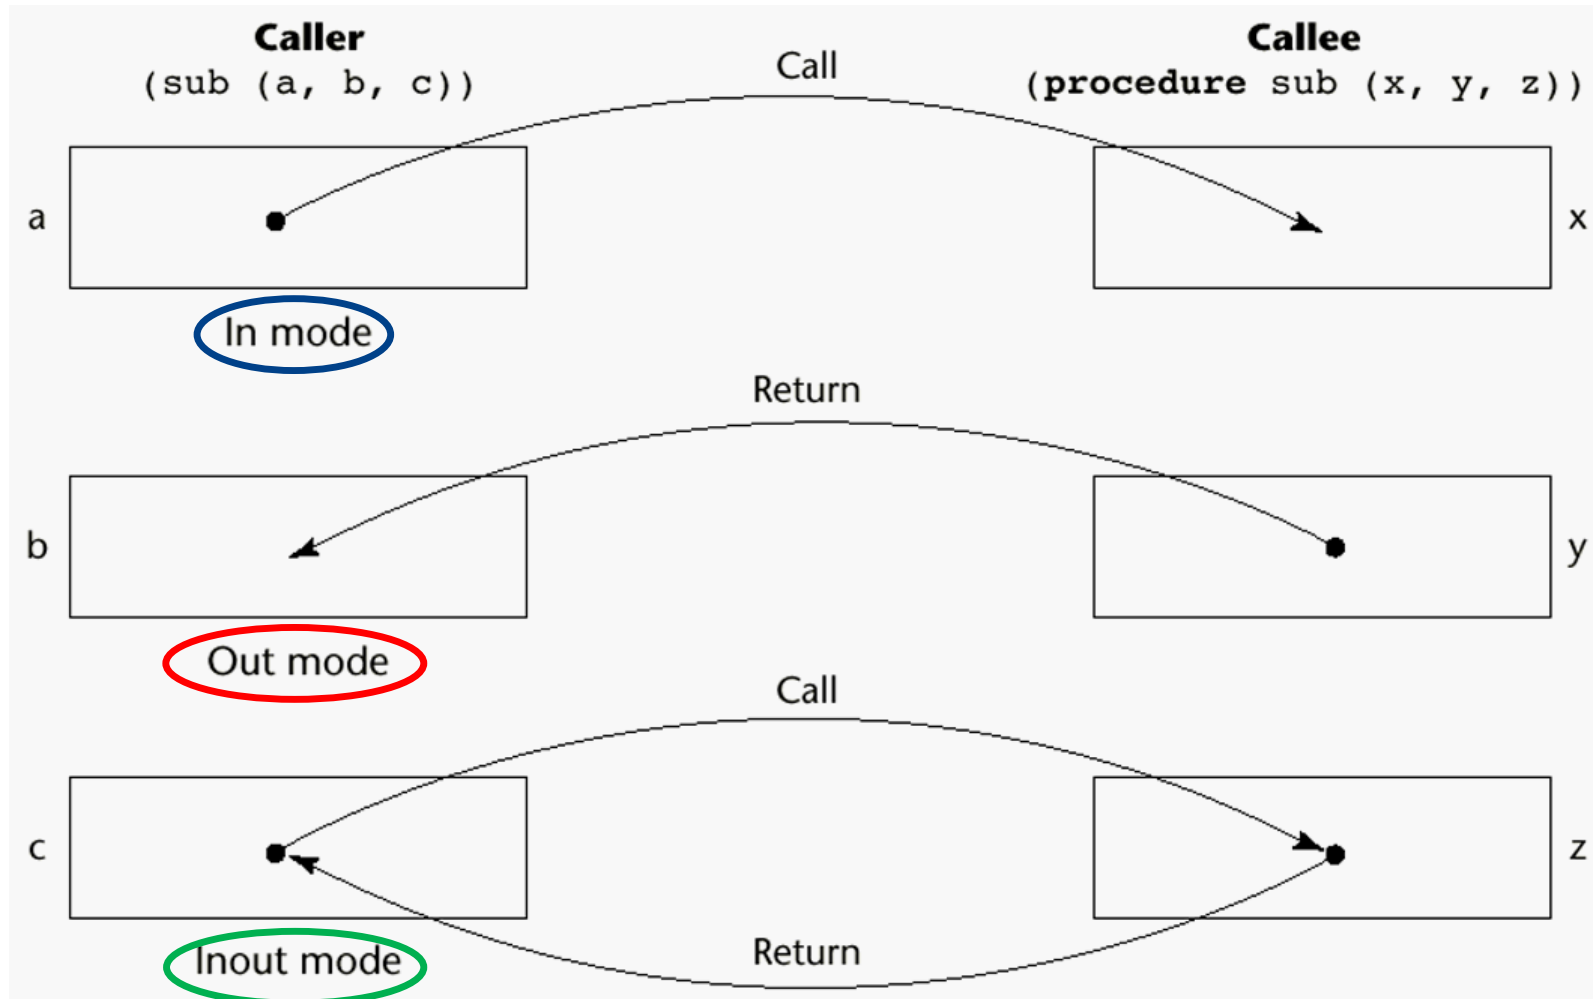 Caller
Callee
(sub (a, b, c))
Call
(procedure sub (x, y, z))
a
x
In mode
Return
b
y
Out mode
Call
c
z
Inout mode
Return